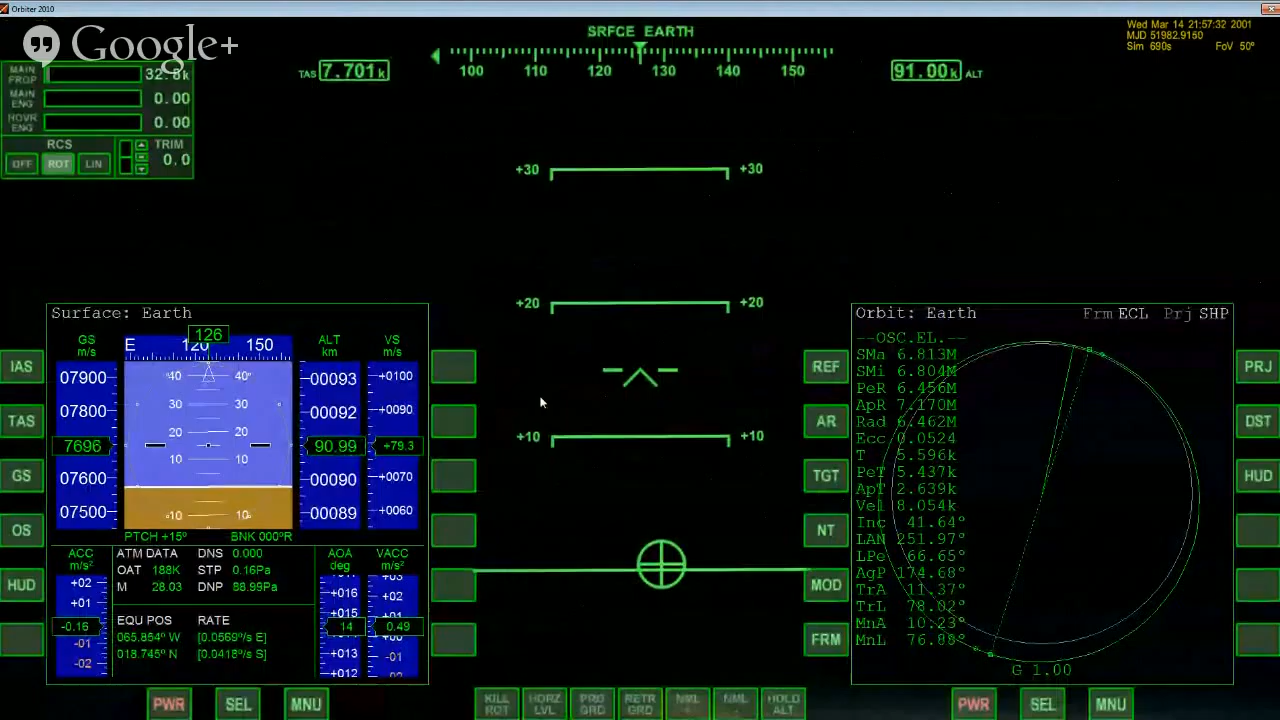 Orbiter 2010
Google+
MAIN PROP 32.8k
MAIN ENG 0.00
HOVR ENG 0.00
RCS TRIM
OFF ROT LIN 0.0
SRFCE EARTH
TAS 7.701k
100 110 120 130 140 150
91.00k ALT
Wed Mar 14 21:57:32 2001
MJD 51982.9150
Sim 690s FoV 50°
+30 +30
+20 +20
+10 +10
Surface: Earth
GS m/s
ALT km
VS m/s
E 120 150
126
07900
07800
7696
07600
07500
40 40°
30 30
20 20
10 10
-10 10
00093
00092
90.99
00090
00089
+0100
+0090
+79.3
+0070
+0060
PTCH +15° BNK 000°R
ACC m/s²
+02
+01
-0.16
-01
-02
ATM DATA DNS 0.000
OAT 188K STP 0.16Pa
M 28.03 DNP 88.99Pa
EQU POS RATE
065.854° W [0.0569°/s E]
018.745° N [0.0418°/s S]
AOA deg
+016
+015
14
+013
+012
VACC m/s²
+03
+02
0.49
-01
IAS
TAS
GS
OS
HUD
PWR SEL MNU
KILL ROT
HORZ LVL
PRO GRD
RETR GRD
NML +
NML -
HOLD ALT
REF
AR
TGT
NT
MOD
FRM
Orbit: Earth Frm ECL Prj SHP
--OSC.EL.--
SMa 6.813M
SMi 6.804M
PeR 6.456M
ApR 7.170M
Rad 6.462M
Ecc 0.0524
T 5.596k
PeT 5.437k
ApT 2.639k
Vel 8.054k
Inc 41.64°
LAN 251.97°
LPe 66.65°
AgP 174.68°
TrA 11.37°
TrL 78.02°
MnA 10.23°
MnL 76.89°
G 1.00
PRJ
DST
HUD
PWR SEL MNU